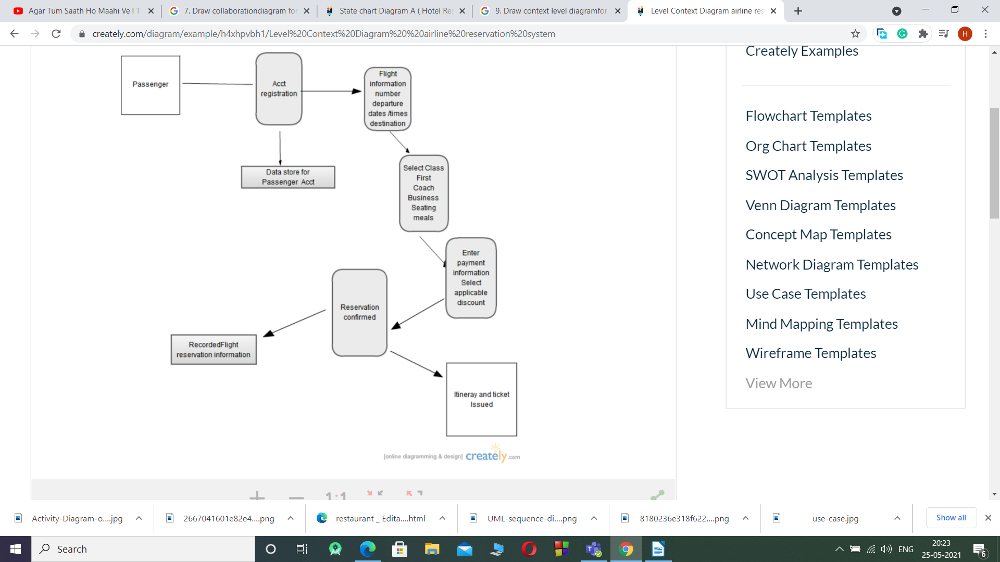 Agar Tum Saath Ho Maahi Ve l T-
7. Draw collaborationdiagram for
State chart Diagram A ( Hotel Res
9. Draw context level diagramfor
Level Context Diagram airline res
creately.com/diagram/example/h4xhpvbh1/Level%20Context%20Diagram%20%20airline%20reservation%20system
H
Passenger
Acct
registration
Flight
information
number
departure
dates /times
destination
Data store for
Passenger Acct
Select Class
First
Coach
Business
Seating
meals
Enter
payment
information
Select
applicable
discount
Reservation
confirmed
RecordedFlight
reservation information
Itineray and ticket
Issued
[online diagramming & design] creately.com
1:1
Creately Examples
Flowchart Templates
Org Chart Templates
SWOT Analysis Templates
Venn Diagram Templates
Concept Map Templates
Network Diagram Templates
Use Case Templates
Mind Mapping Templates
Wireframe Templates
View More
Activity-Diagram-o....jpg
2667041601e82e4....png
restaurant _ Edita....html
UML-sequence-di....png
8180236e318f622....png
use-case.jpg
Show all
Search
ENG
20:23
25-05-2021
6